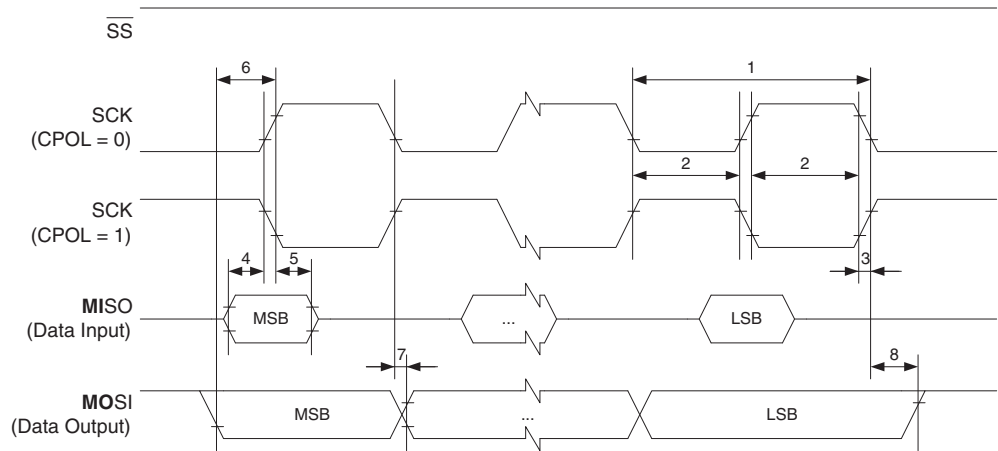 SS
6
1
SCK
(CPOL = 0)
2
2
SCK
(CPOL = 1)
4
5
3
MISO
(Data Input)
MSB
...
LSB
7
8
MOSI
(Data Output)
MSB
...
LSB